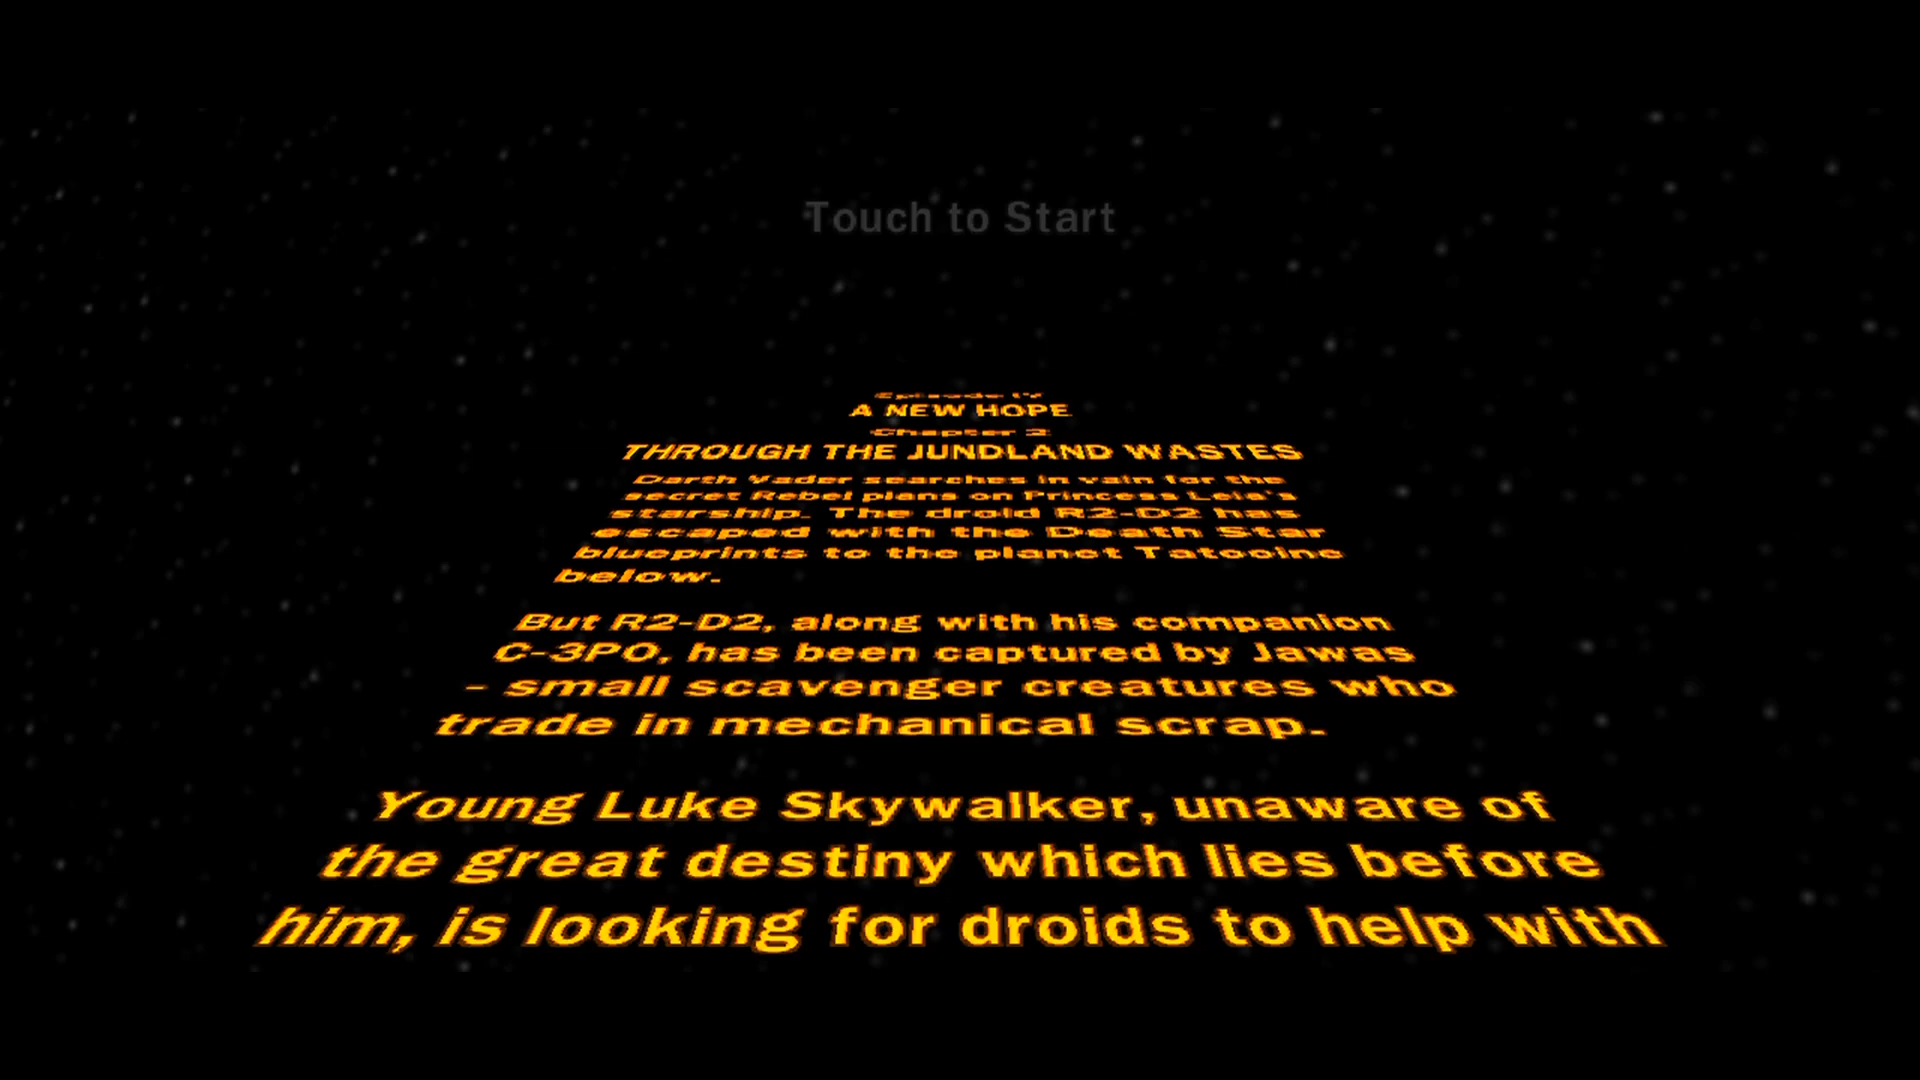 Touch to Start
Episode IV
A NEW HOPE
Chapter 2
THROUGH THE JUNDLAND WASTES
Darth Vader searches in vain for the
secret Rebel plans on Princess Leia's
starship. The droid R2-D2 has
escaped with the Death Star
blueprints to the planet Tatooine
below.
But R2-D2, along with his companion
C-3PO, has been captured by Jawas
- small scavenger creatures who
trade in mechanical scrap.
Young Luke Skywalker, unaware of
the great destiny which lies before
him, is looking for droids to help with